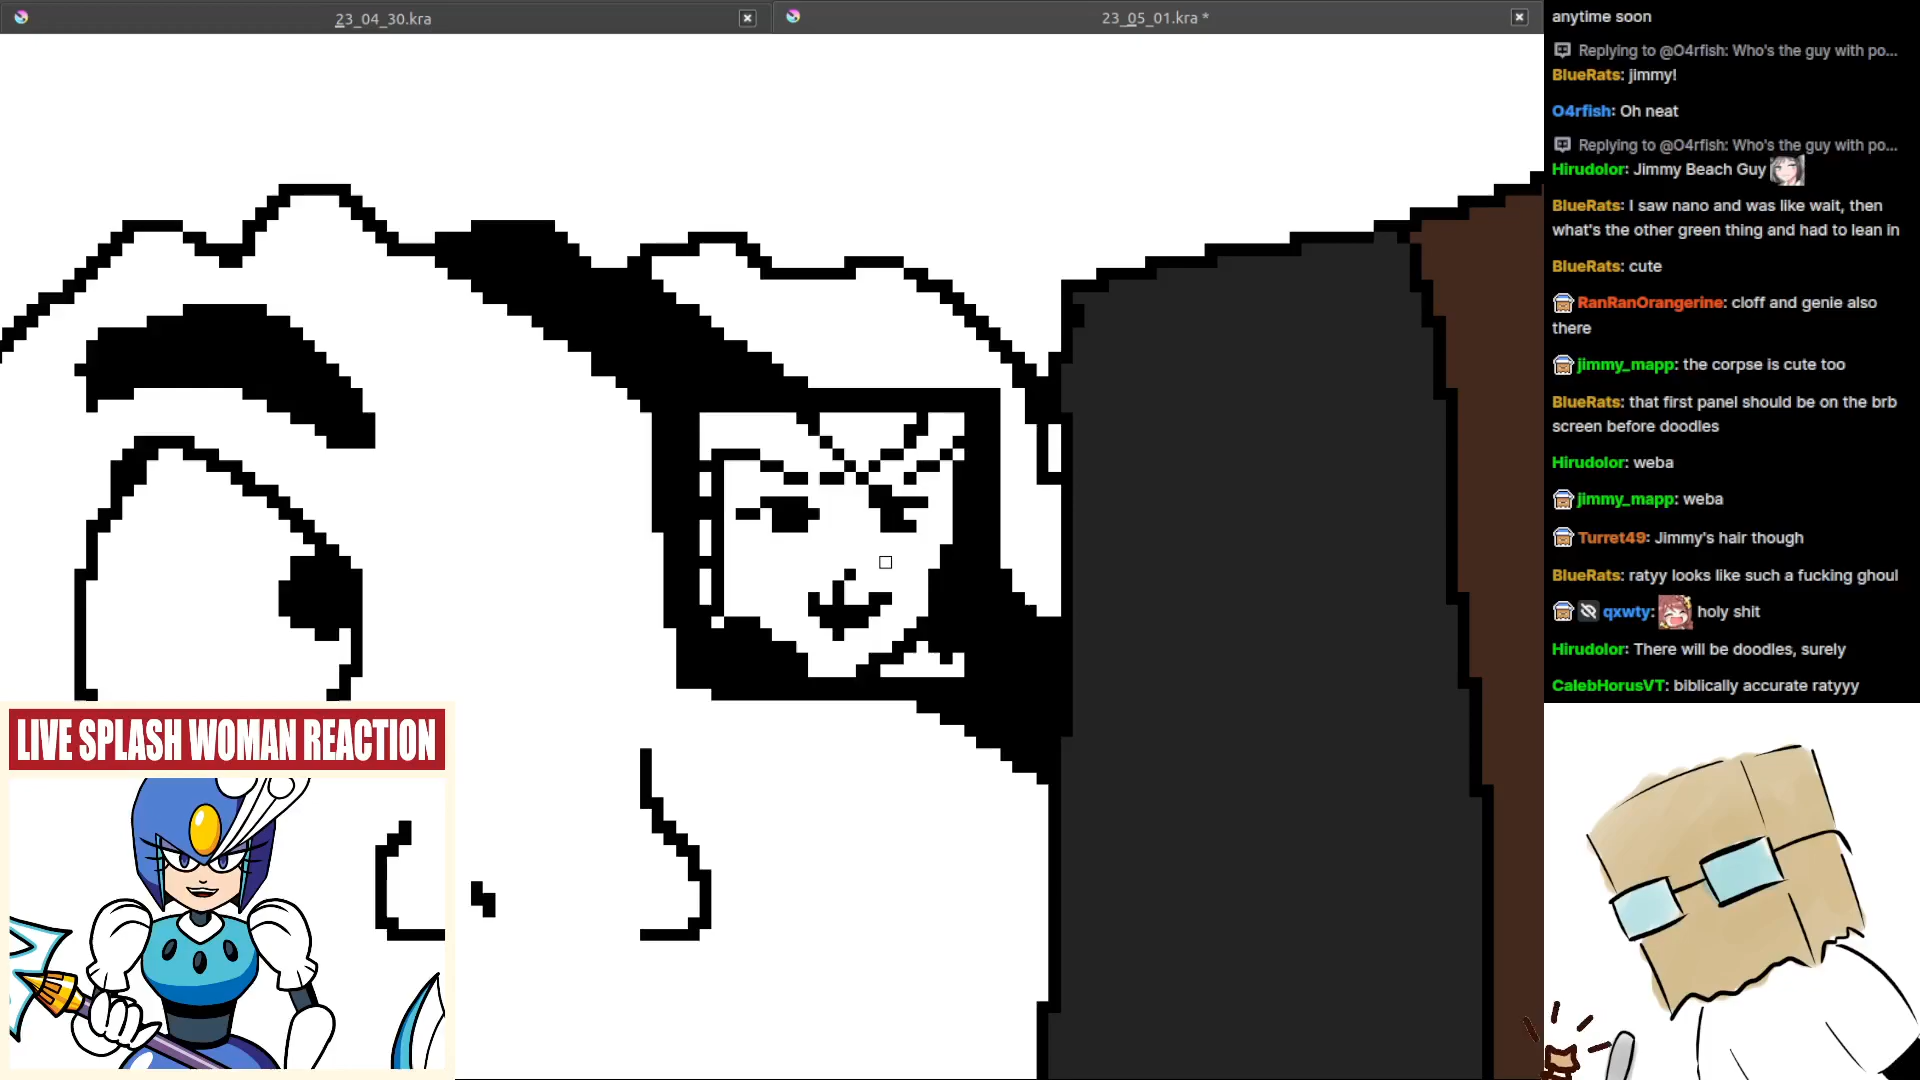 23_04_30.kra
23_05_01.kra *
anytime soon
Replying to @O4rfish: Who's the guy with po...
BlueRats: jimmy!
O4rfish: Oh neat
Replying to @O4rfish: Who's the guy with po...
Hirudolor: Jimmy Beach Guy
BlueRats: I saw nano and was like wait, then
what's the other green thing and had to lean in
BlueRats: cute
RanRanOrangerine: cloff and genie also
there
jimmy_mapp: the corpse is cute too
BlueRats: that first panel should be on the brb
screen before doodles
Hirudolor: weba
jimmy_mapp: weba
Turret49: Jimmy's hair though
BlueRats: ratyy looks like such a fucking ghoul
qxwty: holy shit
Hirudolor: There will be doodles, surely
CalebHorusVT: biblically accurate ratyyy
LIVE SPLASH WOMAN REACTION